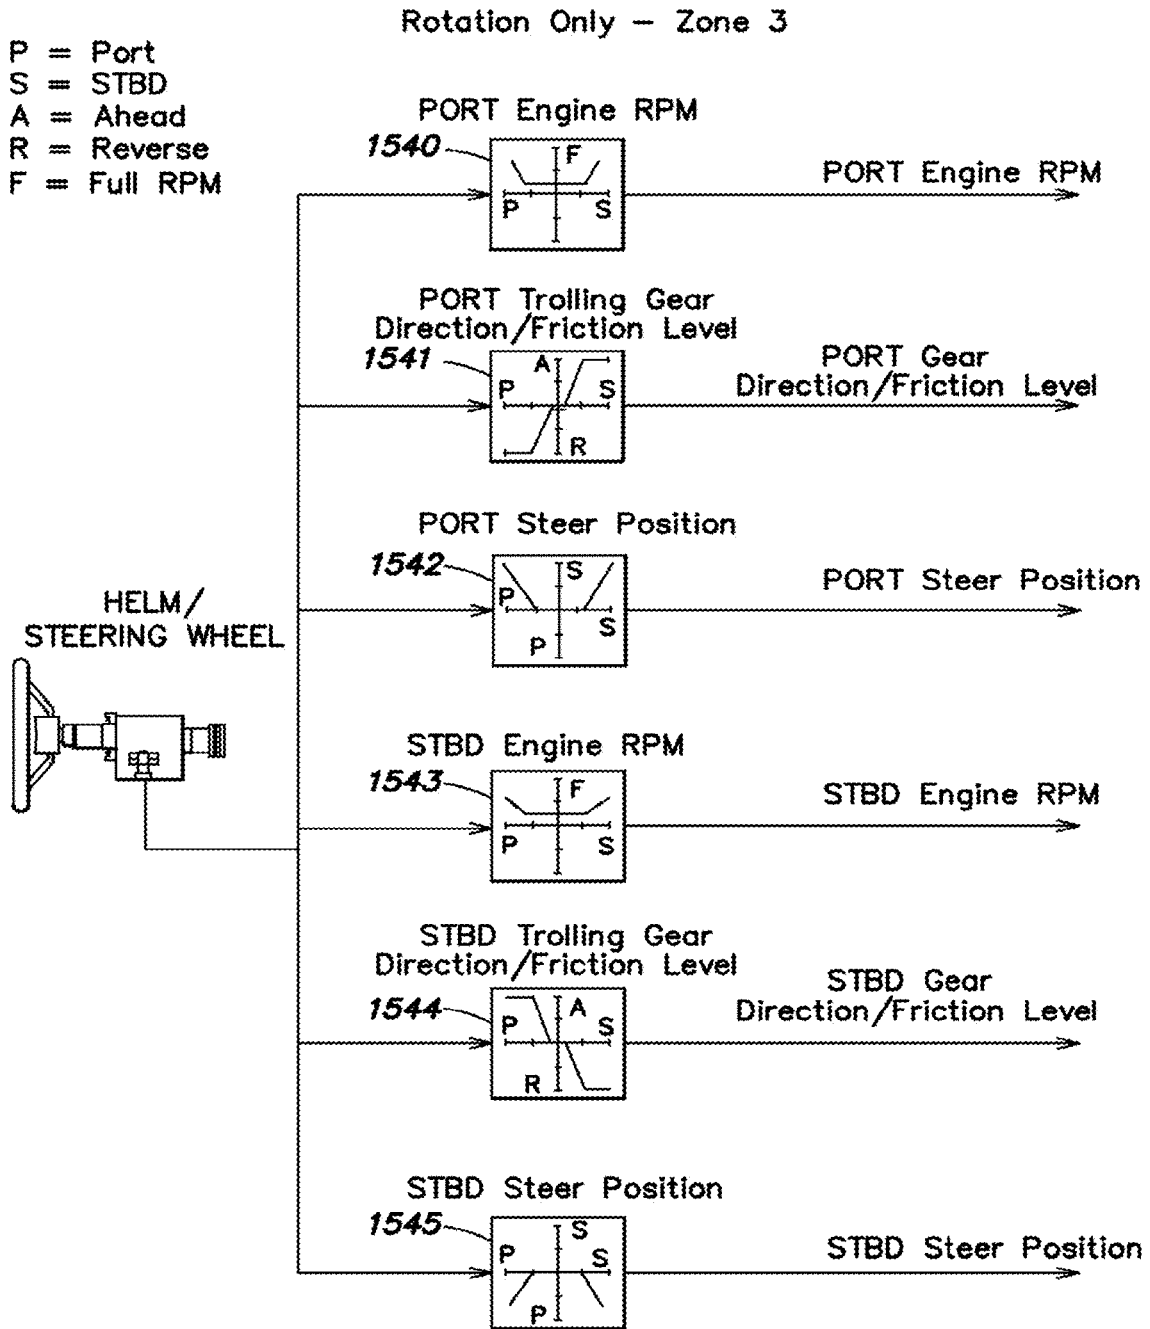 Rotation Only – Zone 3
P = Port
S = STBD
A = Ahead
R = Reverse
F = Full RPM
PORT Engine RPM
1540
F
P
S
PORT Engine RPM
PORT Trolling Gear
Direction/Friction Level
1541
A
P
S
R
PORT Gear
Direction/Friction Level
PORT Steer Position
1542
S
P
S
P
PORT Steer Position
HELM/
STEERING WHEEL
STBD Engine RPM
1543
F
P
S
STBD Engine RPM
STBD Trolling Gear
Direction/Friction Level
1544
A
P
S
R
STBD Gear
Direction/Friction Level
STBD Steer Position
1545
S
P
S
P
STBD Steer Position